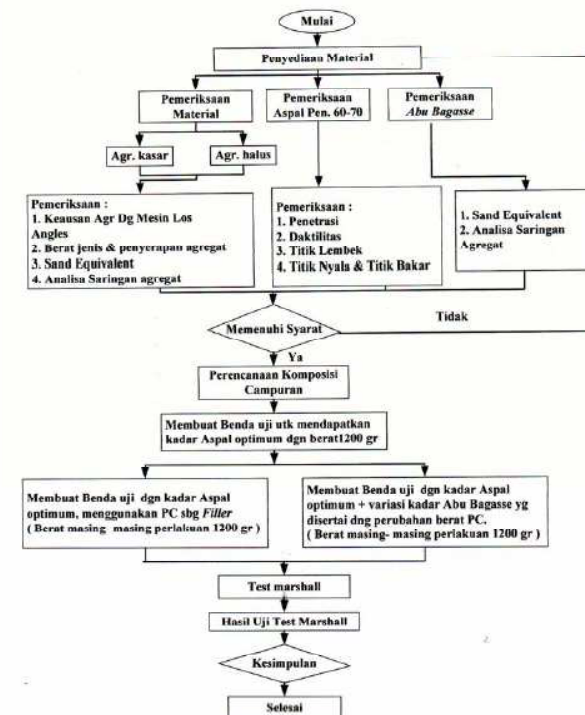 Mulai
Penyediaan Material
Pemeriksaan
Material
Pemeriksaan
Aspal Pen. 60-70
Pemeriksaan
Abu Bagasse
Agr. kasar
Agr. halus
Pemeriksaan :
1. Keausan Agr Dg Mesin Los
Angles
2. Berat jenis & penyerapan agregat
3. Sand Equivalent
4. Analisa Saringan agregat
Pemeriksaan :
1. Penetrasi
2. Daktilitas
3. Titik Lembek
4. Titik Nyala & Titik Bakar
1. Sand Equivalent
2. Analisa Saringan
Agregat
Memenuhi Syarat
Tidak
Ya
Perencanaan Komposisi
Campuran
Membuat Benda uji utk mendapatkan
kadar Aspal optimum dgn berat1200 gr
Membuat Benda uji dgn kadar Aspal
optimum, menggunakan PC sbg Filler
( Berat masing- masing perlakuan 1200 gr )
Membuat Benda uji dgn kadar Aspal
optimum + variasi kadar Abu Bagasse yg
disertai dng perubahan berat PC.
( Berat masing- masing perlakuan 1200 gr )
Test marshall
Hasil Uji Test Marshall
Kesimpulan
Selesai